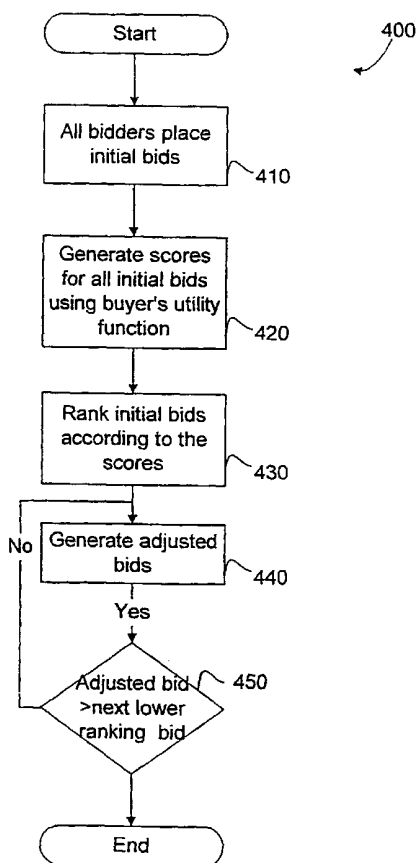 Start
400
All bidders place
initial bids
410
Generate scores
for all initial bids
using buyer's utility
function
420
Rank initial bids
according to the
scores
430
No
Generate adjusted
bids
440
Yes
Adjusted bid
>next lower
ranking bid
450
End